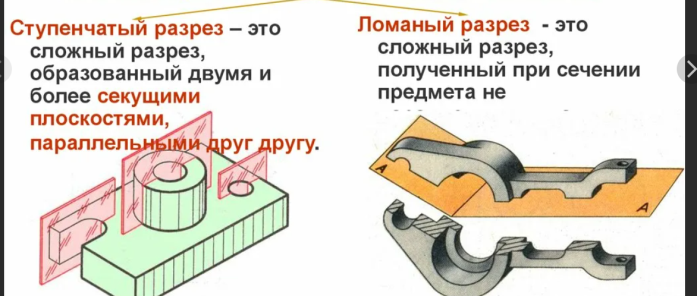 Ступенчатый разрез – это
сложный разрез,
образованный двумя и
более секущими
плоскостями,
параллельными друг другу.
Ломаный разрез - это
сложный разрез,
полученный при сечении
предмета не
А
А